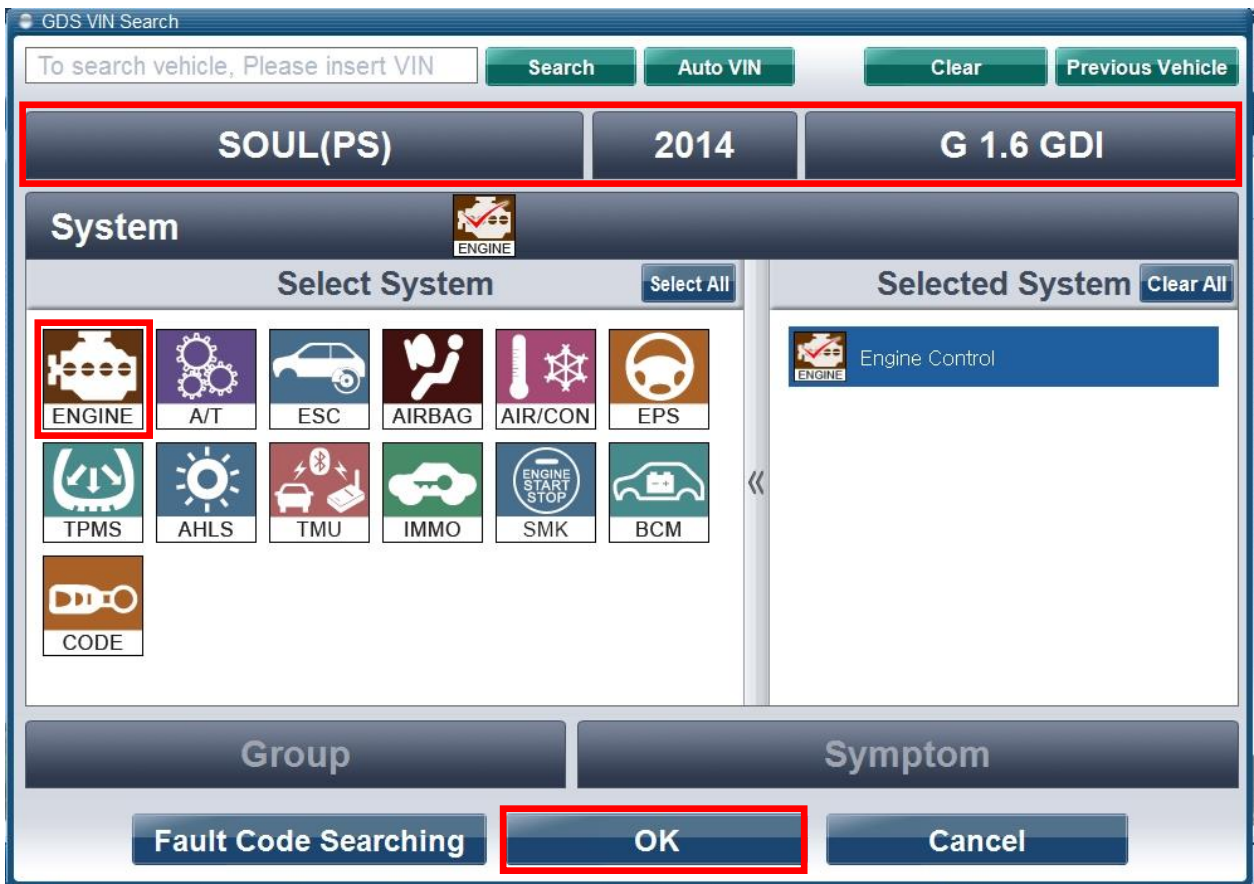 GDS VIN Search
To search vehicle, Please insert VIN Search Auto VIN Clear Previous Vehicle
SOUL(PS) 2014 G 1.6 GDI
System ENGINE
Select System Select All Selected System Clear All
ENGINE Engine Control
ENGINE A/T ESC AIRBAG AIR/CON EPS
ENGINE
START
STOP
TPMS AHLS TMU IMMO SMK BCM
CODE
Group Symptom
Fault Code Searching OK Cancel